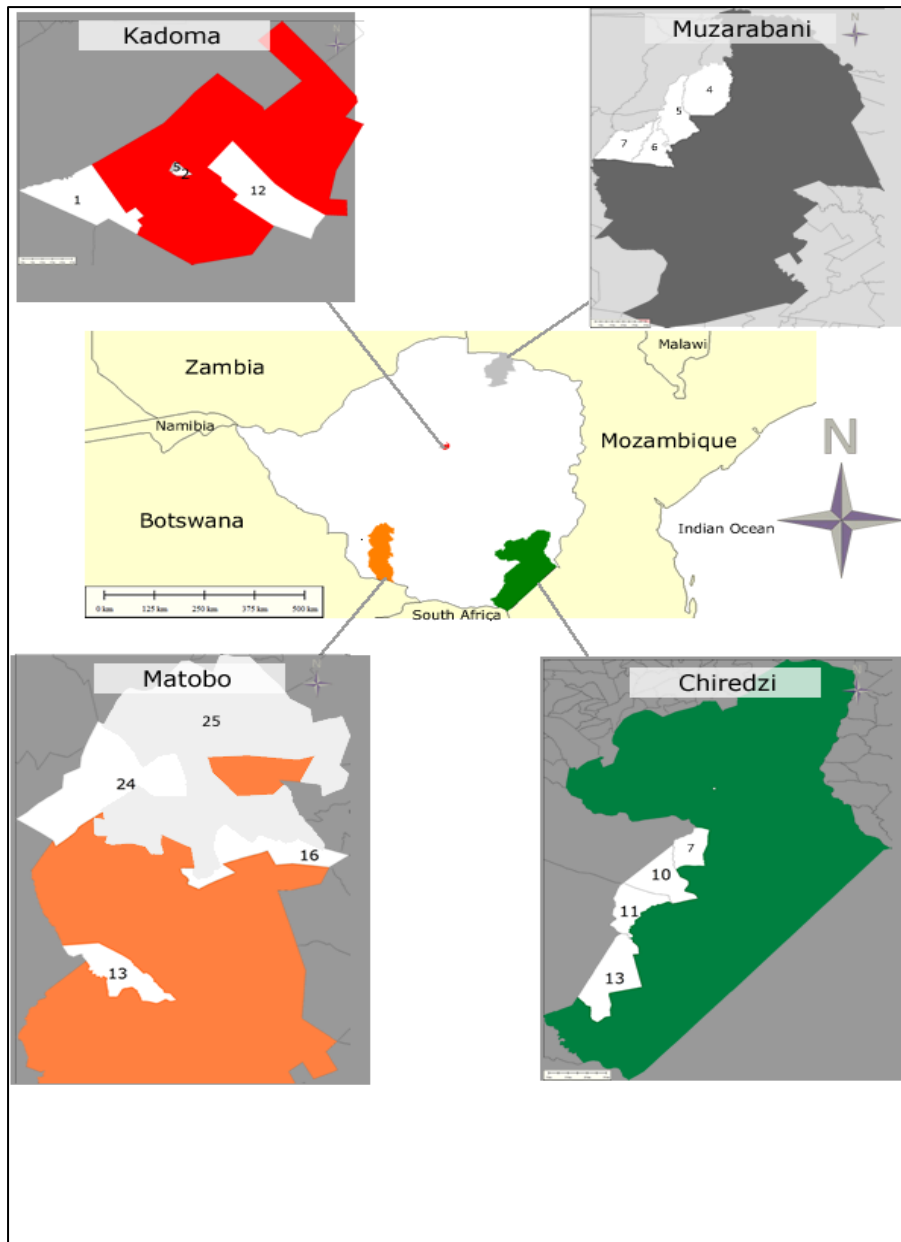 Kadoma
1
5
2
12
Muzarabani
4
5
7
6
Zambia
Malawi
Namibia
Mozambique
N
Botswana
Indian Ocean
0 km 125 km 250 km 375 km 500 km
South Africa
Matobo
N
25
24
16
13
Chiredzi
7
10
11
13